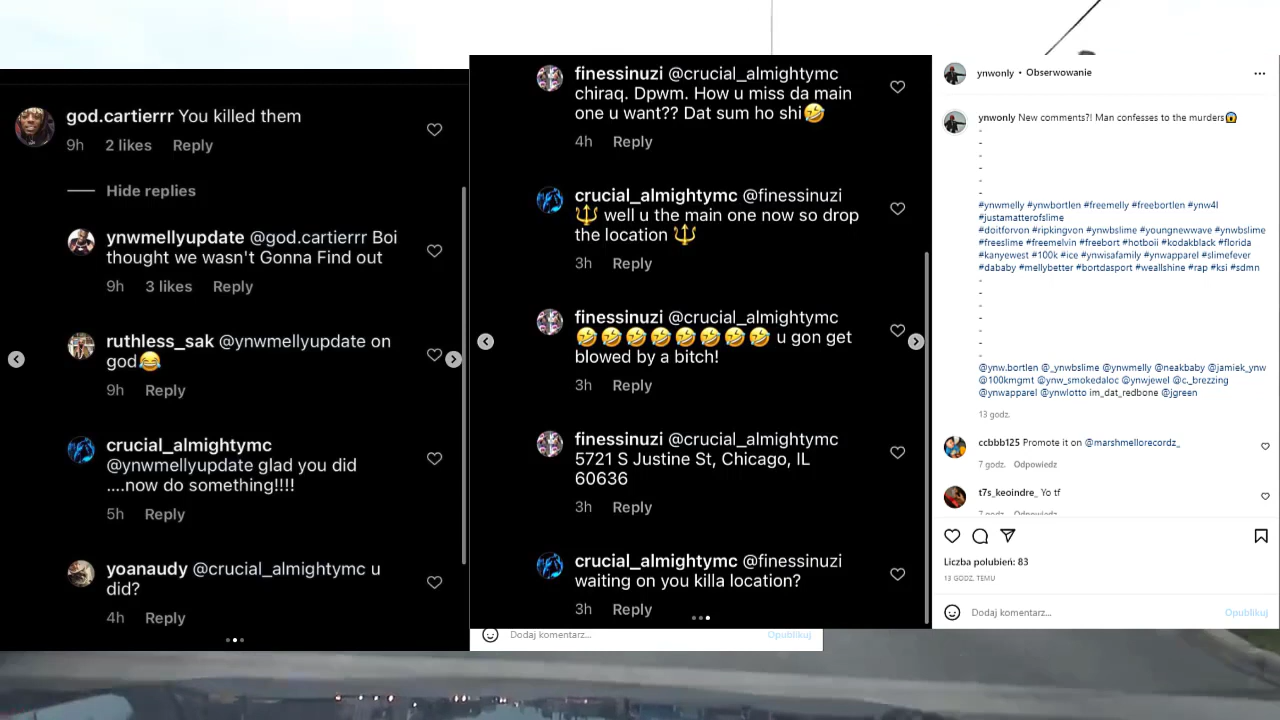 god.cartierrr You killed them
9h 2 likes Reply
Hide replies
ynwmellyupdate @god.cartierrr Boi
thought we wasn't Gonna Find out
9h 3 likes Reply
ruthless_sak @ynwmellyupdate on
god😂
9h Reply
crucial_almightymc
@ynwmellyupdate glad you did
....now do something!!!!
5h Reply
yoanaudy @crucial_almightymc u
did?
4h Reply
finessinuzi @crucial_almightymc
chiraq. Dpwm. How u miss da main
one u want?? Dat sum ho shi🤣
4h Reply
crucial_almightymc @finessinuzi
🔱 well u the main one now so drop
the location 🔱
3h Reply
finessinuzi @crucial_almightymc
🤣🤣🤣🤣🤣🤣🤣🤣 u gon get
blowed by a bitch!
3h Reply
finessinuzi @crucial_almightymc
5721 S Justine St, Chicago, IL
60636
3h Reply
crucial_almightymc @finessinuzi
waiting on you killa location?
3h Reply
Dodaj komentarz... Opublikuj
ynwonly • Obserwowanie
ynwonly New comments?! Man confesses to the murders😱
-
-
-
-
-
-
#ynwmelly #ynwbortlen #freemelly #freebortlen #ynw4l
#justamatterofslime
#doitforvon #ripkingvon #ynwbslime #youngnewwave #ynwbslime
#freeslime #freemelvin #freebort #hotboii #kodakblack #florida
#kanyewest #100k #ice #ynwisafamily #ynwapparel #slimefever
#dababy #mellybetter #bortdasport #weallshine #rap #ksi #sdmn
-
-
-
-
-
-
-
@ynw.bortlen @_ynwbslime @ynwmelly @neakbaby @jamiek_ynw
@100kmgmt @ynw_smokedaloc @ynwjewel @c._brezzing
@ynwapparel @ynwlotto im_dat_redbone @jgreen
13 godz.
ccbbb125 Promote it on @marshmellorecordz_
7 godz. Odpowiedz
t7s_keoindre_ Yo tf
7 godz. Odpowiedz
Liczba polubień: 83
13 GODZ. TEMU
Dodaj komentarz... Opublikuj